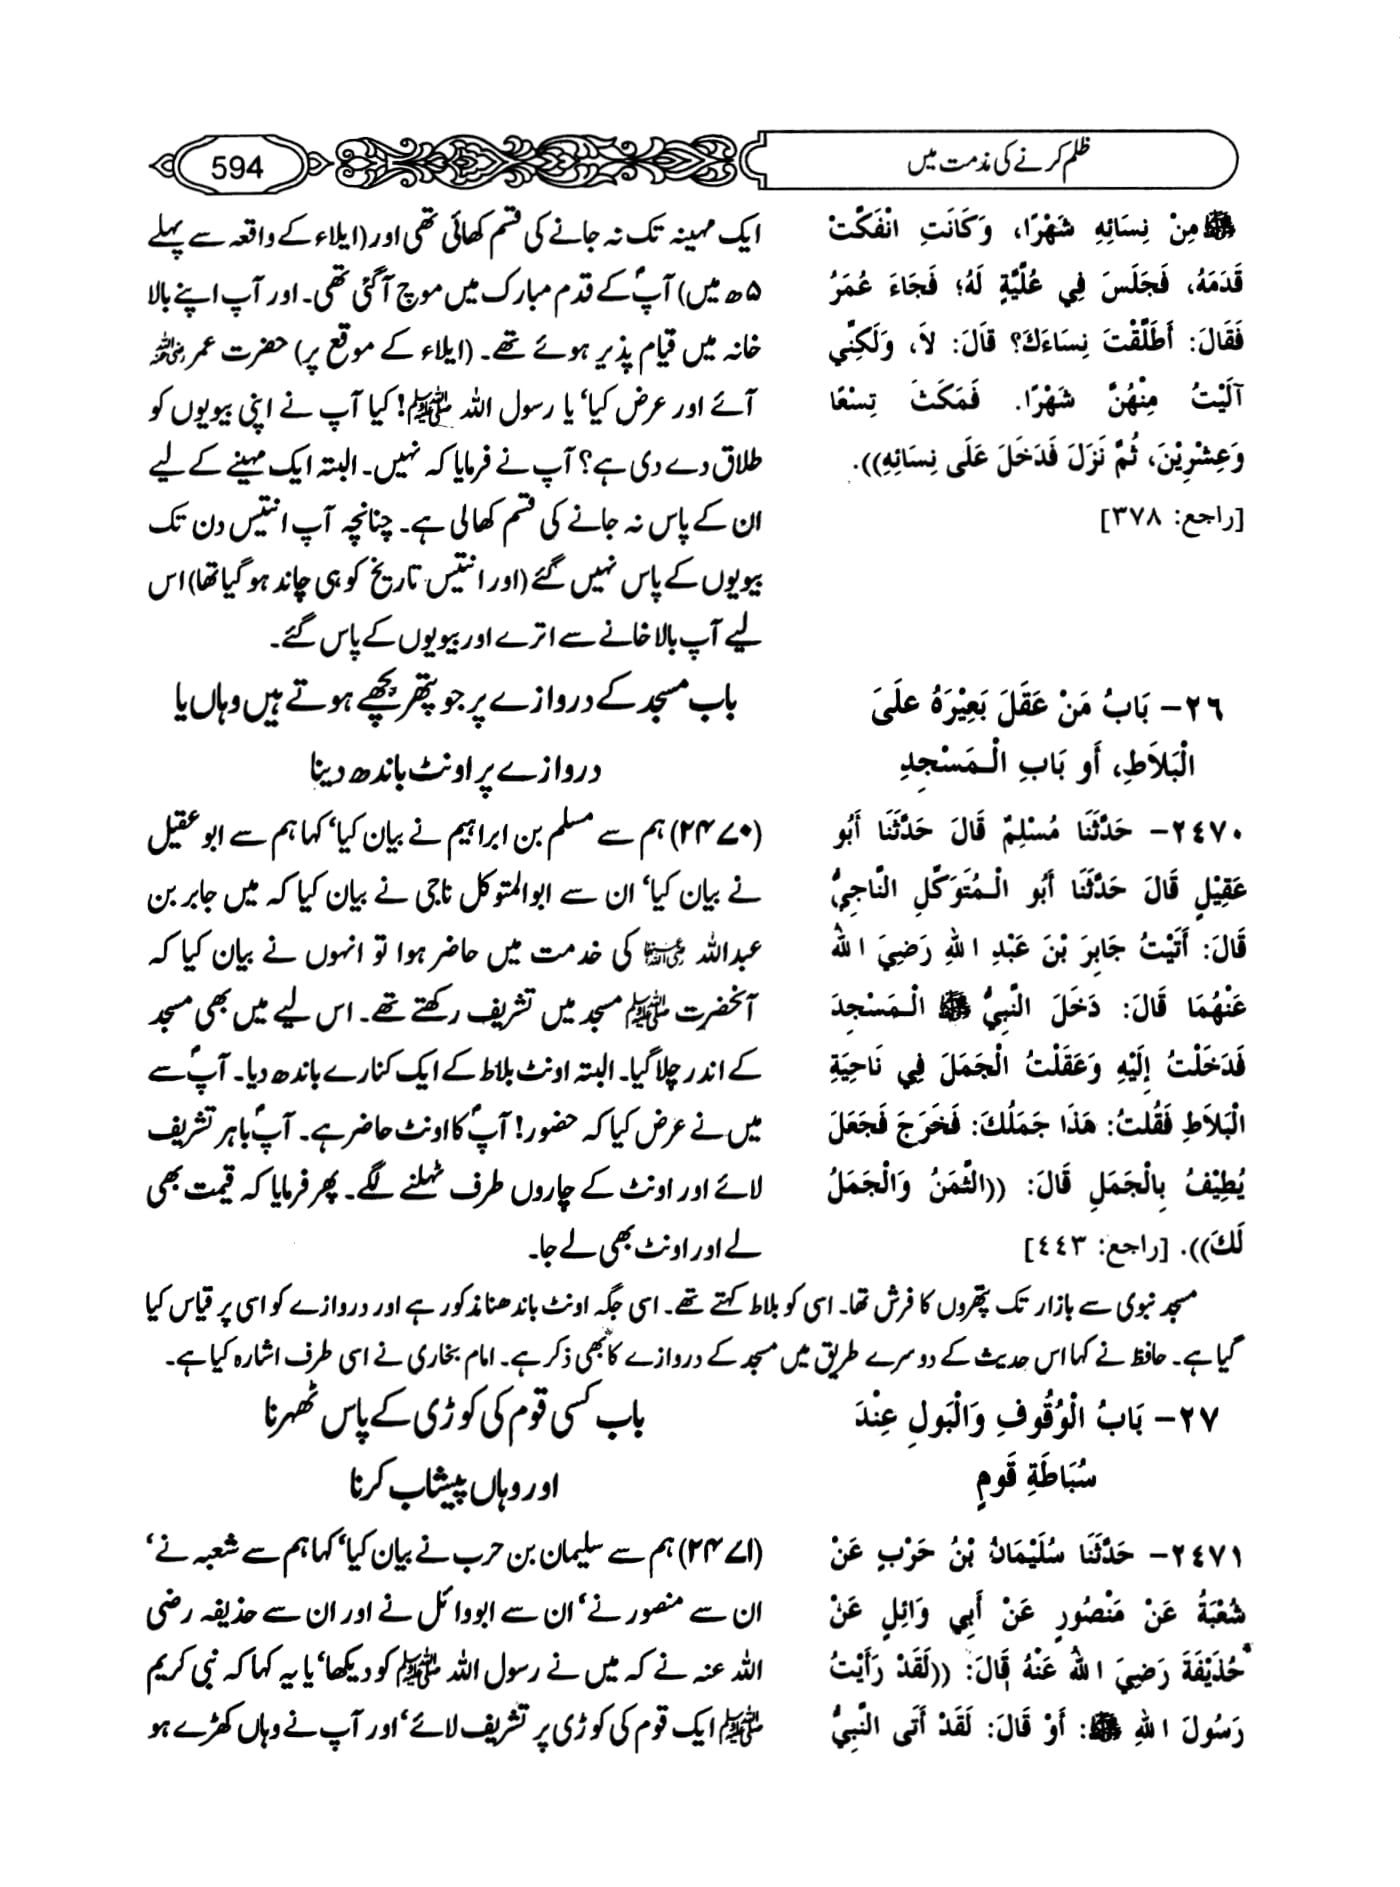 ظلم کرنے کی مذمت میں
594
ﷺ مِنْ نِسَائِهِ شَهْرًا، وَكَانَتِ انْفَكَّتْ
قَدَمَهُ، فَجَلَسَ فِي عُلِّيَّةٍ لَهُ؛ فَجَاءَ عُمَرُ
فَقَالَ: أَطَلَّقْتَ نِسَاءَكَ؟ قَالَ: لاَ، وَلَكِنِّي
آلَيْتُ مِنْهُنَّ شَهْرًا. فَمَكَثَ تِسْعًا
وَعِشْرِيْنَ، ثُمَّ نَزَلَ فَدَخَلَ عَلَى نِسَائِهِ)).
[راجع: ٣٧٨]
ایک مہینہ تک نہ جانے کی قسم کھائی تھی اور (ایلاء کے واقعہ سے پہلے
۵ھ میں) آپؐ کے قدم مبارک میں موچ آگئی تھی۔ اور آپ اپنے بالا
خانہ میں قیام پذیر ہوئے تھے۔ (ایلاء کے موقع پر) حضرت عمر رضی اللہ عنہ
آئے اور عرض کیا‘ یا رسول اللہ ﷺ! کیا آپ نے اپنی بیویوں کو
طلاق دے دی ہے؟ آپ نے فرمایا کہ نہیں۔ البتہ ایک مہینے کے لیے
ان کے پاس نہ جانے کی قسم کھالی ہے۔ چنانچہ آپ انتیس دن تک
بیویوں کے پاس نہیں گئے (اور انتیس تاریخ کو ہی چاند ہو گیا تھا) اس
لیے آپ بالا خانے سے اترے اور بیویوں کے پاس گئے۔
٢٦- بَابُ مَنْ عَقَلَ بَعِيْرَهُ علَىَ
الْبَلاَطِ، أَو بَابِ الْـمَسْجِدِ
باب مسجد کے دروازے پر جو پتھر بچھے ہوتے ہیں وہاں یا
دروازے پر اونٹ باندھ دینا
٢٤٧٠- حَدَّثَنَا مُسْلِمٌ قَالَ حَدَّثَنَا أَبُو
عَقِيْلٍ قَالَ حَدَّثَنَا أَبُو الْـمُتَوَكِّلِ النَّاجِيُّ
قَالَ: أَتَيْتُ جَابِرَ بْنَ عَبْدِ اللهِ رَضِيَ اللهُ
عَنْهُمَا قَالَ: دَخَلَ النَّبِيُّ ﷺ الْـمَسْجِدَ
فَدَخَلْتُ إِلَيْهِ وَعَقَلْتُ الْجَمَلَ فِي نَاحِيَةِ
الْبَلاَطِ فَقُلتُ: هَذَا جَمَلُكَ: فَخَرَجَ فَجَعَلَ
يُطِيْفُ بِالْجَمَلِ قَالَ: ((الثَّمَنُ وَالْجَمَلُ
لَكَ)). [راجع: ٤٤٣]
(۲۴۷۰) ہم سے مسلم بن ابراہیم نے بیان کیا‘ کہا ہم سے ابو عقیل
نے بیان کیا‘ ان سے ابوالمتوکل ناجی نے بیان کیا کہ میں جابر بن
عبداللہ رضی اللہ عنہما کی خدمت میں حاضر ہوا تو انہوں نے بیان کیا کہ
آنحضرت ﷺ مسجد میں تشریف رکھتے تھے۔ اس لیے میں بھی مسجد
کے اندر چلا گیا۔ البتہ اونٹ بلاط کے ایک کنارے باندھ دیا۔ آپؐ سے
میں نے عرض کیا کہ حضور! آپؐ کا اونٹ حاضر ہے۔ آپؐ باہر تشریف
لائے اور اونٹ کے چاروں طرف ٹہلنے لگے۔ پھر فرمایا کہ قیمت بھی
لے اور اونٹ بھی لے جا۔
مسجد نبوی سے بازار تک پتھروں کا فرش تھا۔ اسی کو بلاط کہتے تھے۔ اسی جگہ اونٹ باندھنا مذکور ہے اور دروازے کو اسی پر قیاس کیا
گیا ہے۔ حافظ نے کہا اس حدیث کے دوسرے طریق میں مسجد کے دروازے کا بھی ذکر ہے۔ امام بخاری نے اسی طرف اشارہ کیا ہے۔
٢٧- بَابُ الْوُقُوفِ وَالْبَولِ عِنْدَ
سُبَاطَةِ قَومٍ
باب کسی قوم کی کوڑی کے پاس ٹھہرنا
اور وہاں پیشاب کرنا
٢٤٧١- حَدَّثَنَا سُلَيْمَانُ بْنُ حَرْبٍ عَنْ
شُعْبَةَ عَنْ مَنْصُورٍ عَنْ أَبِي وَائِلٍ عَنْ
حُذَيْفَةَ رَضِيَ اللهُ عَنْهُ قَالَ: ((لَقَدْ رَأَيْتُ
رَسُولَ اللهِ ﷺ: أَوْ قَالَ: لَقَدْ أَتَى النَّبِيُّ
(۲۴۷۱) ہم سے سلیمان بن حرب نے بیان کیا‘ کہا ہم سے شعبہ نے‘
ان سے منصور نے‘ ان سے ابووائل نے اور ان سے حذیفہ رضی
اللہ عنہ نے کہ میں نے رسول اللہ ﷺ کو دیکھا‘ یا یہ کہا کہ نبی کریم
ﷺ ایک قوم کی کوڑی پر تشریف لائے‘ اور آپ نے وہاں کھڑے ہو